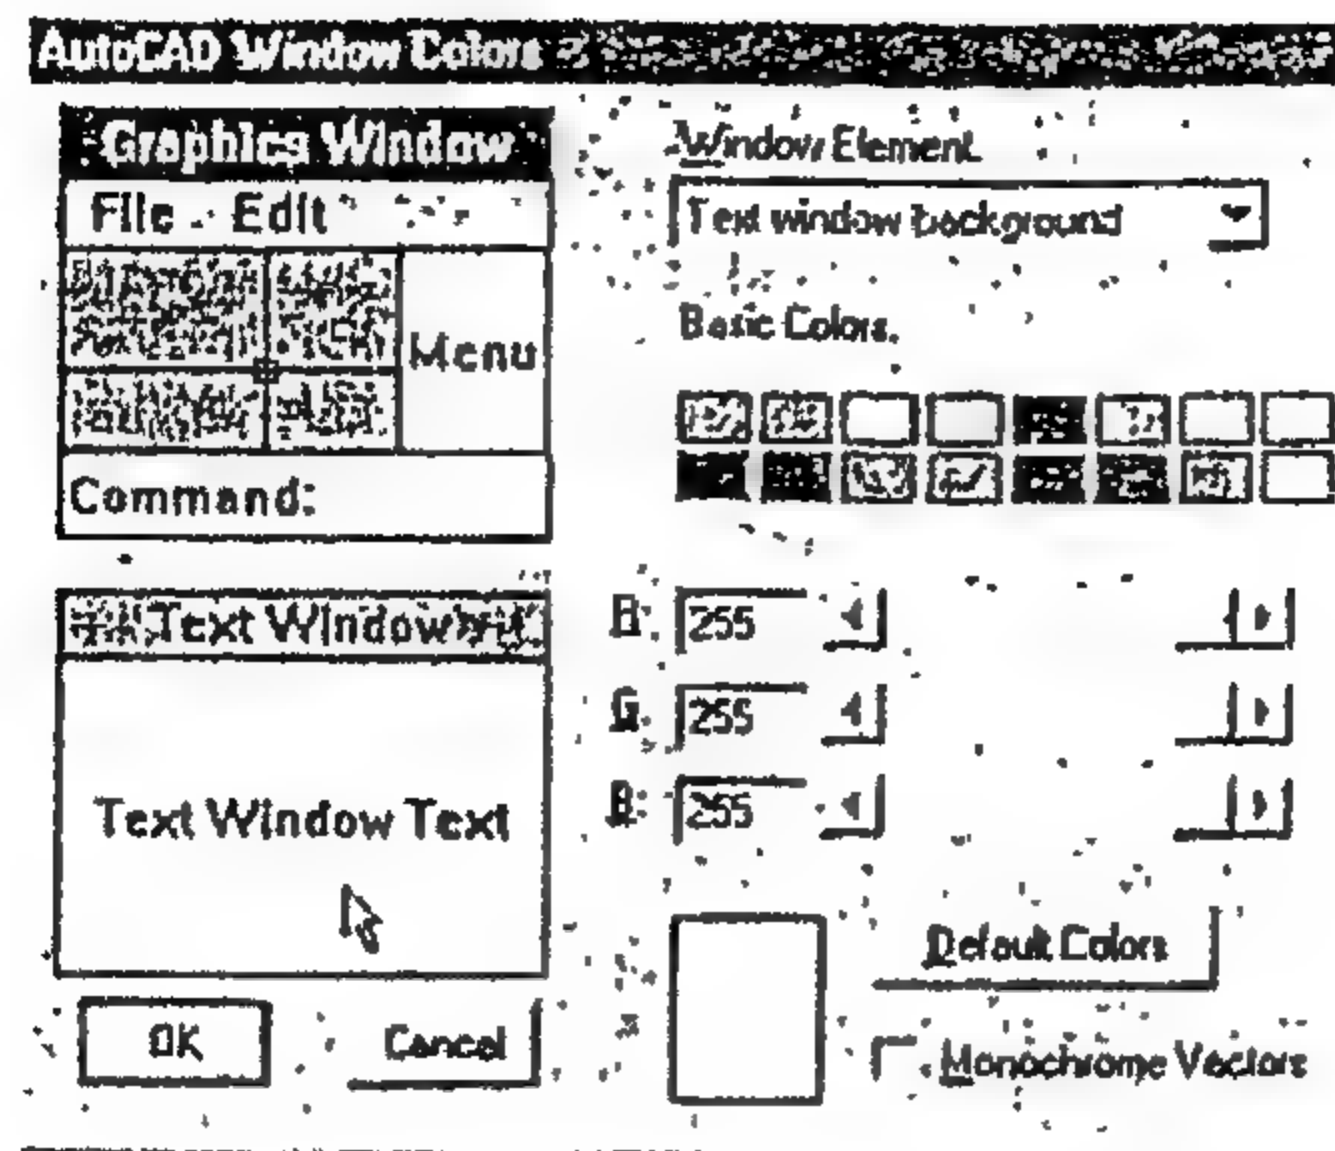 AutoCAD Window Colors
Graphics Window
File Edit
Menu
Command:
Text Window
Text Window Text
OK
Cancel
Window Element
Text window background
Basic Colors.
R: 255
G: 255
B: 255
Default Colors
Monochrome Vectors